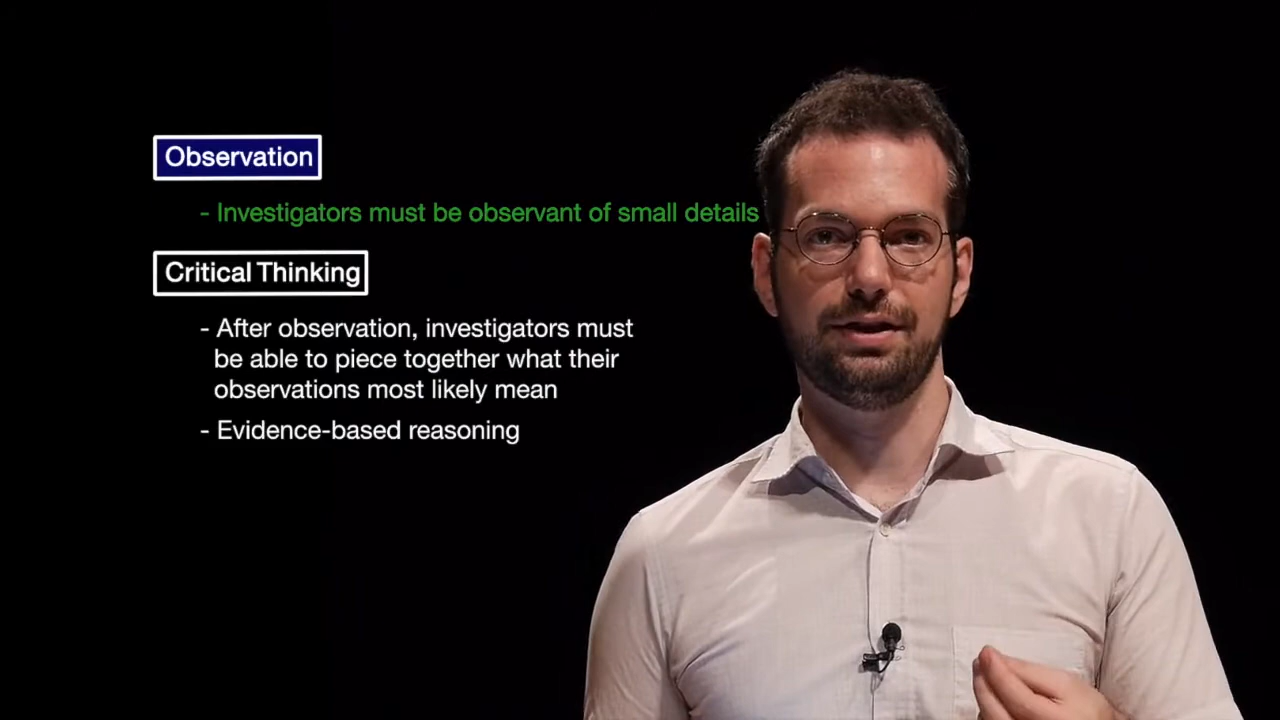 Observation
- Investigators must be observant of small details
Critical Thinking
- After observation, investigators must
be able to piece together what their
observations most likely mean
- Evidence-based reasoning